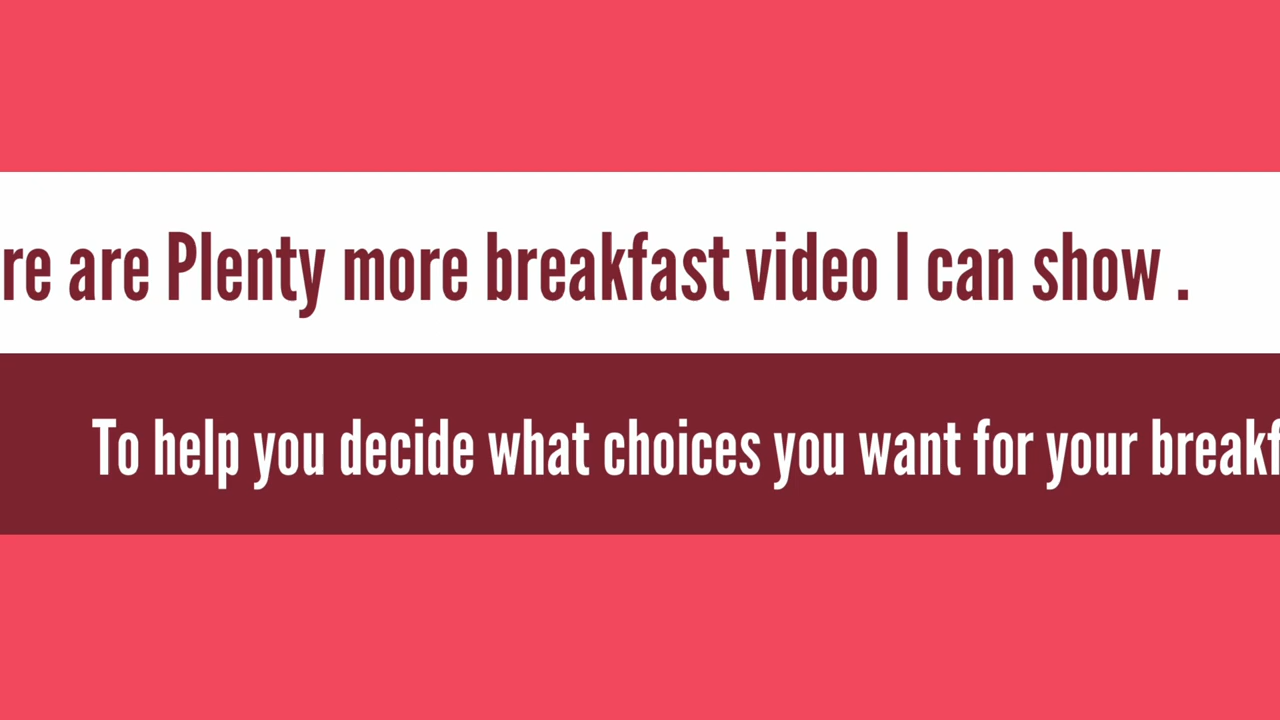 re are Plenty more breakfast video I can show .
To help you decide what choices you want for your breakf